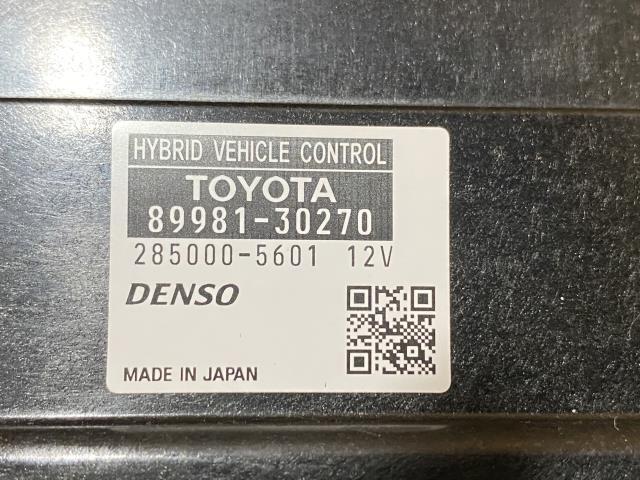 HYBRID VEHICLE CONTROL
TOYOTA
89981-30270
285000-5601 12V
DENSO
MADE IN JAPAN